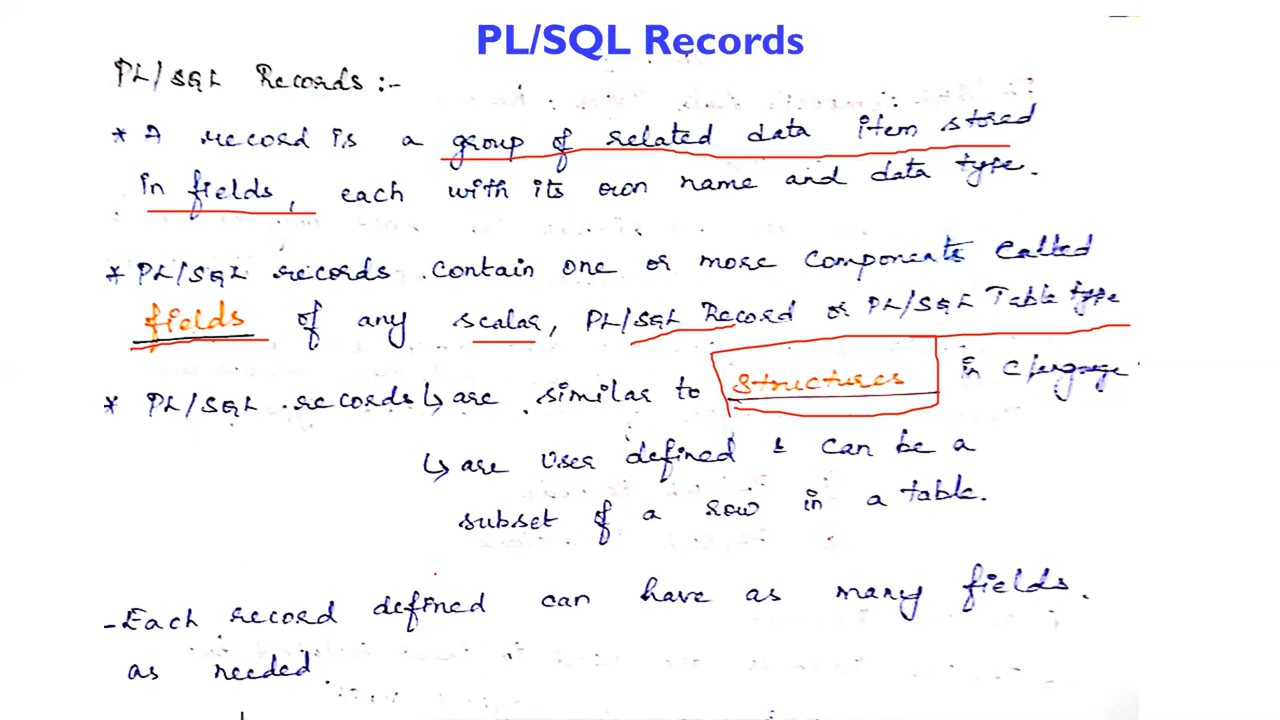 PL/SQL Records
PL/SQL Records :-
* A record is a group of related data item stored
in fields, each with its own name and data type.
* PL/SQL records contain one or more components called
fields of any scalar, PL/SQL Record or PL/SQL Table type
* PL/SQL records ↳ are similar to structures in C language
↳ are user defined & can be a
subset of a row in a table.
- Each record defined can have as many fields.
as needed.